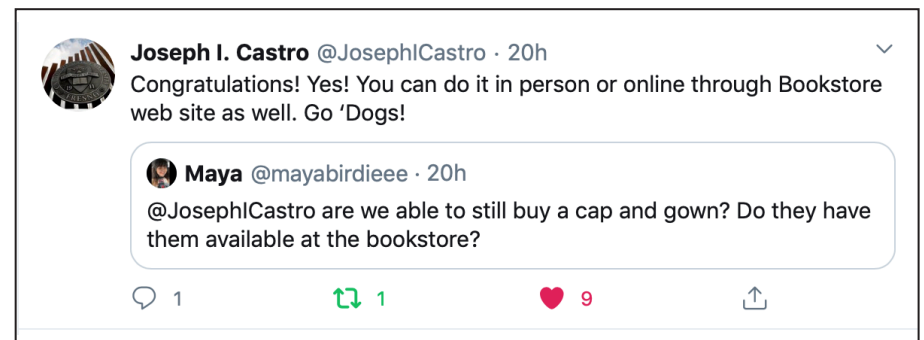 Joseph I. Castro @JosephICastro · 20h
Congratulations! Yes! You can do it in person or online through Bookstore
web site as well. Go ‘Dogs!
Maya @mayabirdieee · 20h
@JosephICastro are we able to still buy a cap and gown? Do they have
them available at the bookstore?
1 1 9